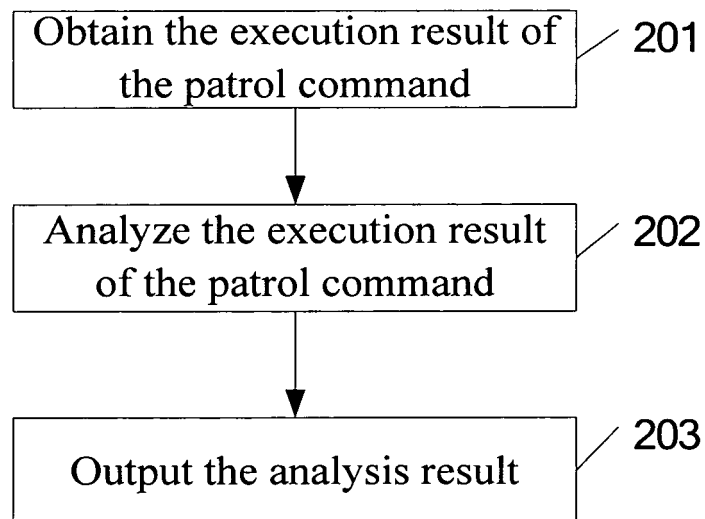 Obtain the execution result of
the patrol command
201
Analyze the execution result
of the patrol command
202
Output the analysis result
203